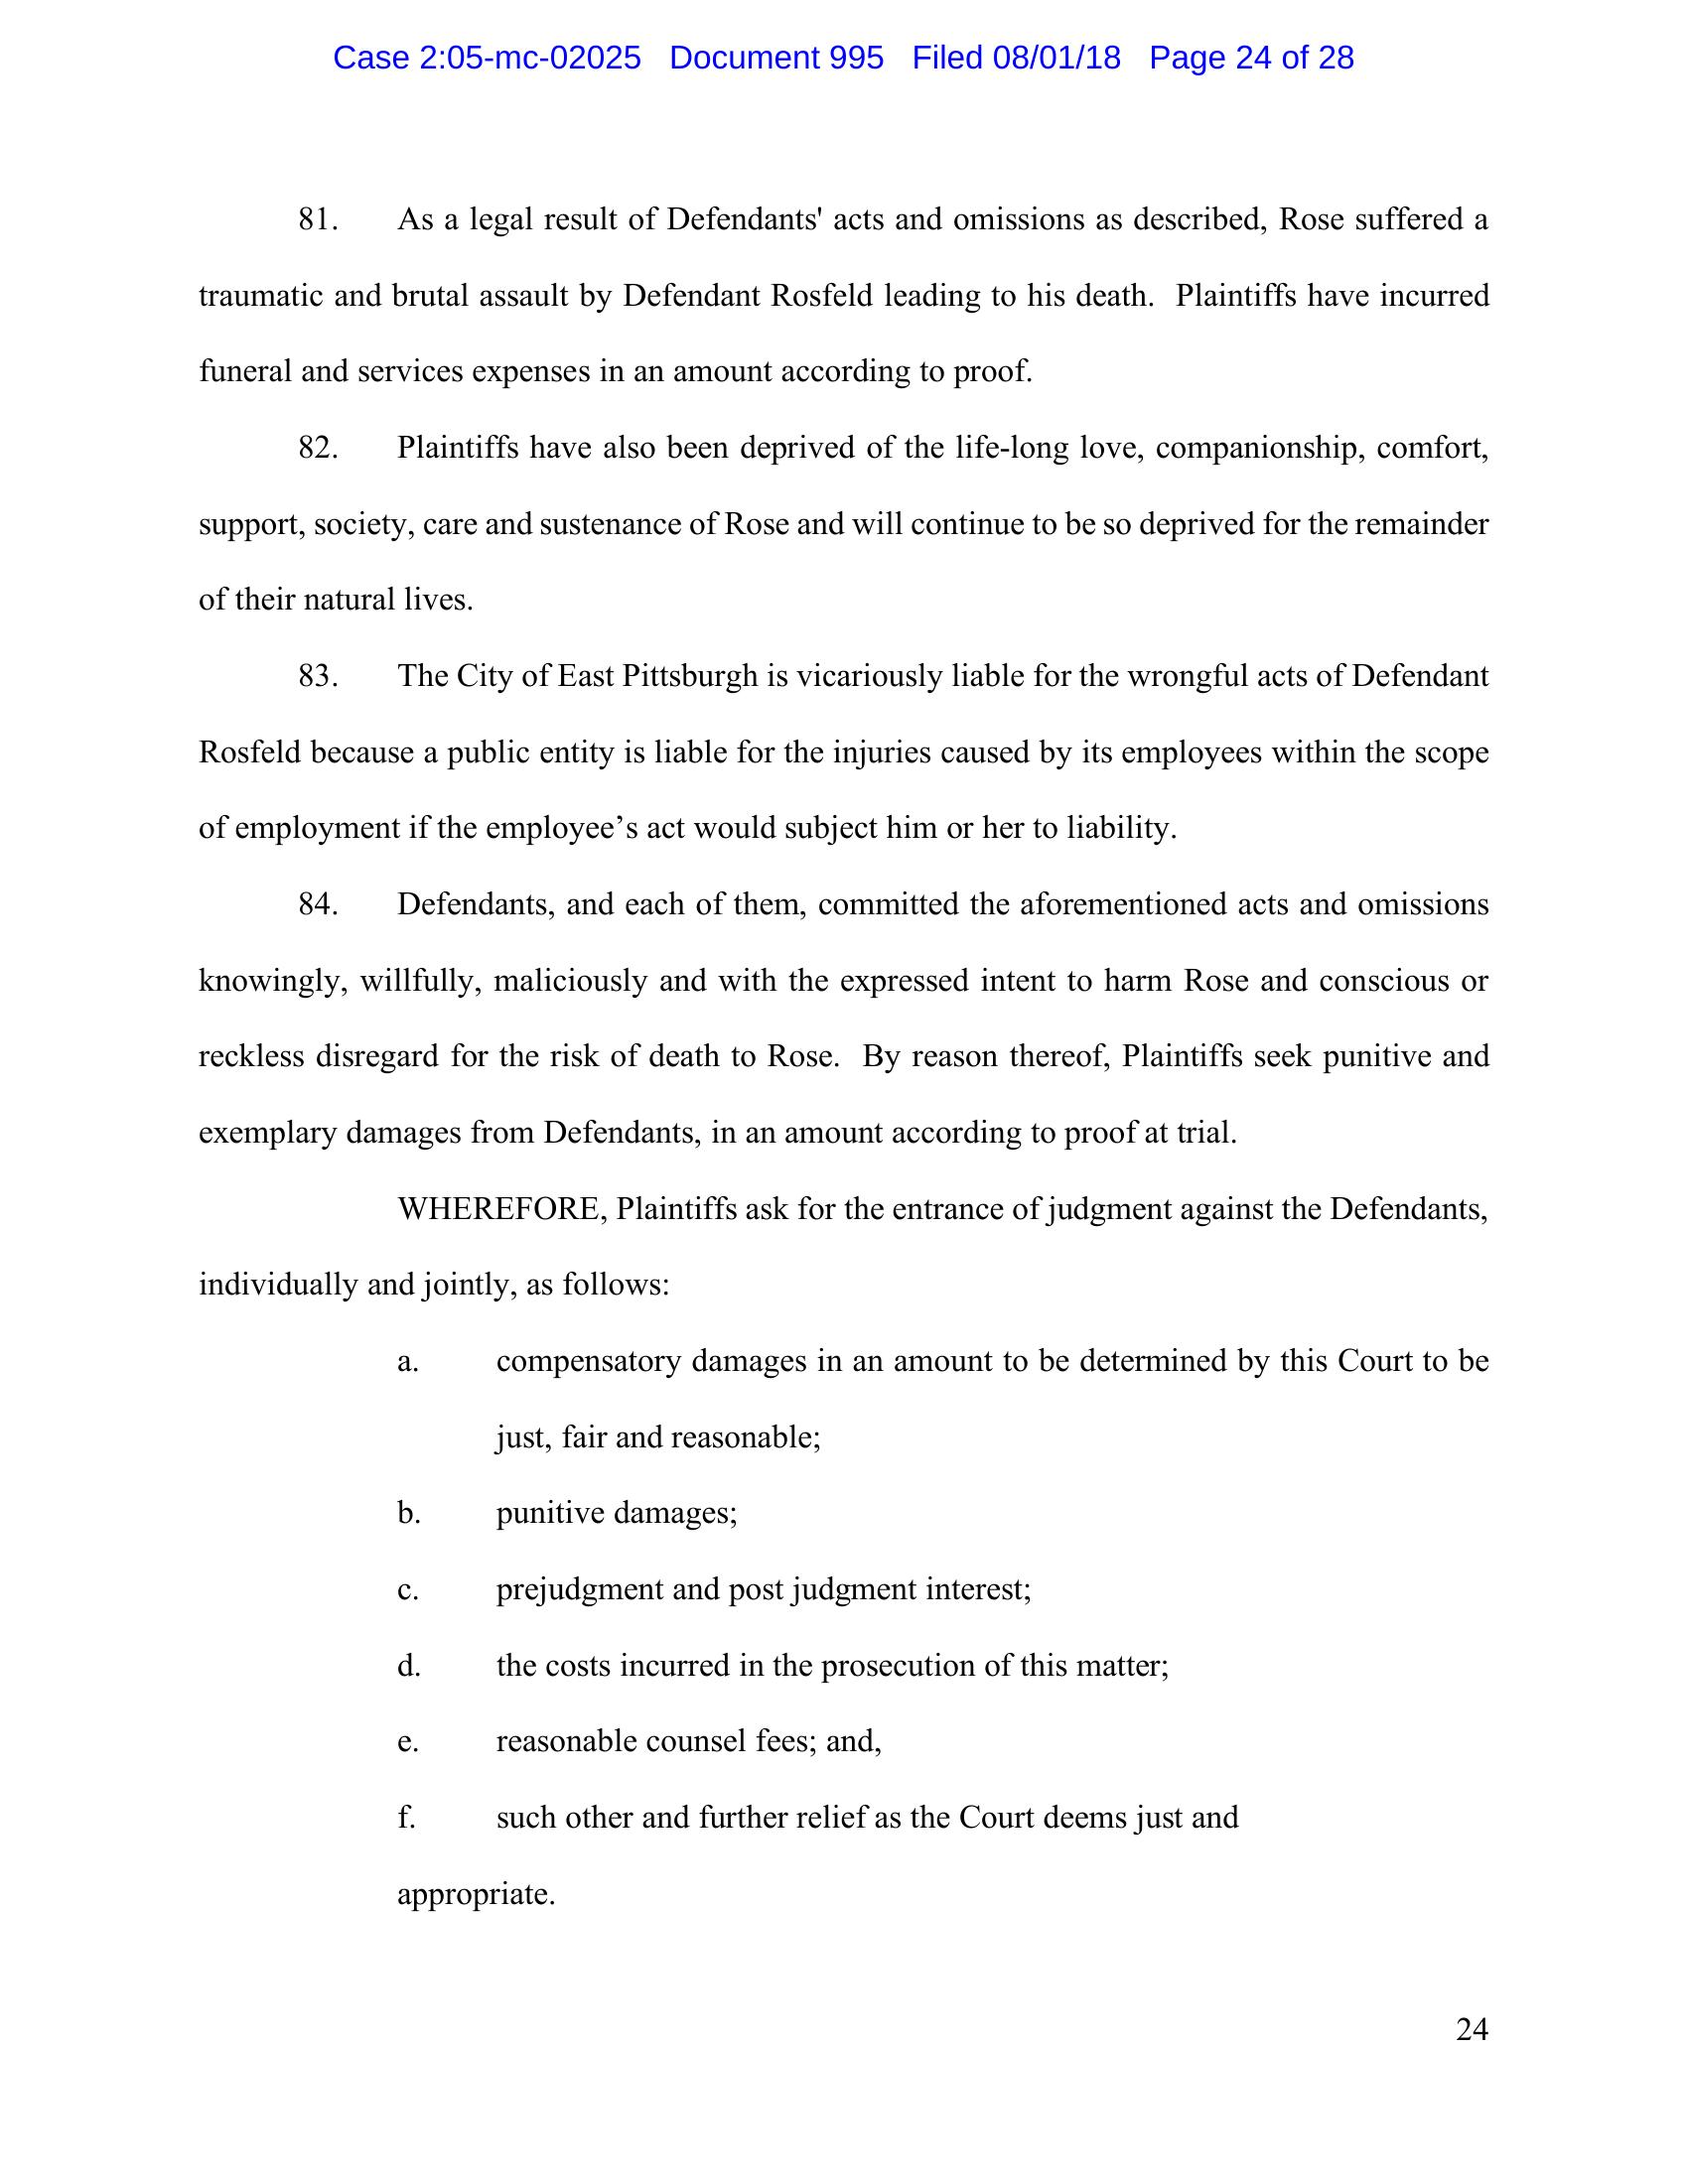 Case 2:05-mc-02025 Document 995 Filed 08/01/18 Page 24 of 28
81. As a legal result of Defendants' acts and omissions as described, Rose suffered a
traumatic and brutal assault by Defendant Rosfeld leading to his death. Plaintiffs have incurred
funeral and services expenses in an amount according to proof.
82. Plaintiffs have also been deprived of the life-long love, companionship, comfort,
support, society, care and sustenance of Rose and will continue to be so deprived for the remainder
of their natural lives.
83. The City of East Pittsburgh is vicariously liable for the wrongful acts of Defendant
Rosfeld because a public entity is liable for the injuries caused by its employees within the scope
of employment if the employee’s act would subject him or her to liability.
84. Defendants, and each of them, committed the aforementioned acts and omissions
knowingly, willfully, maliciously and with the expressed intent to harm Rose and conscious or
reckless disregard for the risk of death to Rose. By reason thereof, Plaintiffs seek punitive and
exemplary damages from Defendants, in an amount according to proof at trial.
WHEREFORE, Plaintiffs ask for the entrance of judgment against the Defendants,
individually and jointly, as follows:
a. compensatory damages in an amount to be determined by this Court to be
just, fair and reasonable;
b. punitive damages;
c. prejudgment and post judgment interest;
d. the costs incurred in the prosecution of this matter;
e. reasonable counsel fees; and,
f. such other and further relief as the Court deems just and
appropriate.
24